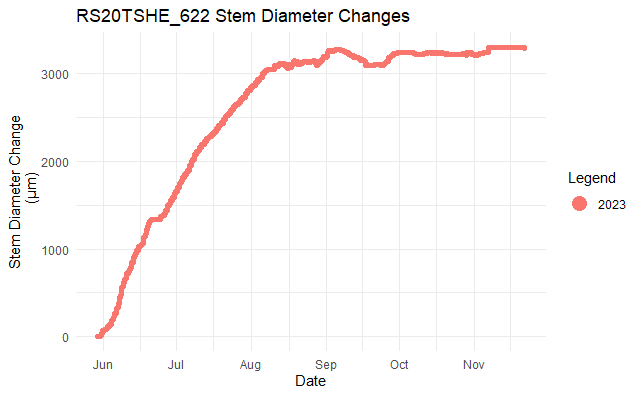 RS20TSHE_622 Stem Diameter Changes
Stem Diameter Change
(μm)
3000
2000
1000
0
Jun
Jul
Aug
Sep
Oct
Nov
Date
Legend
2023